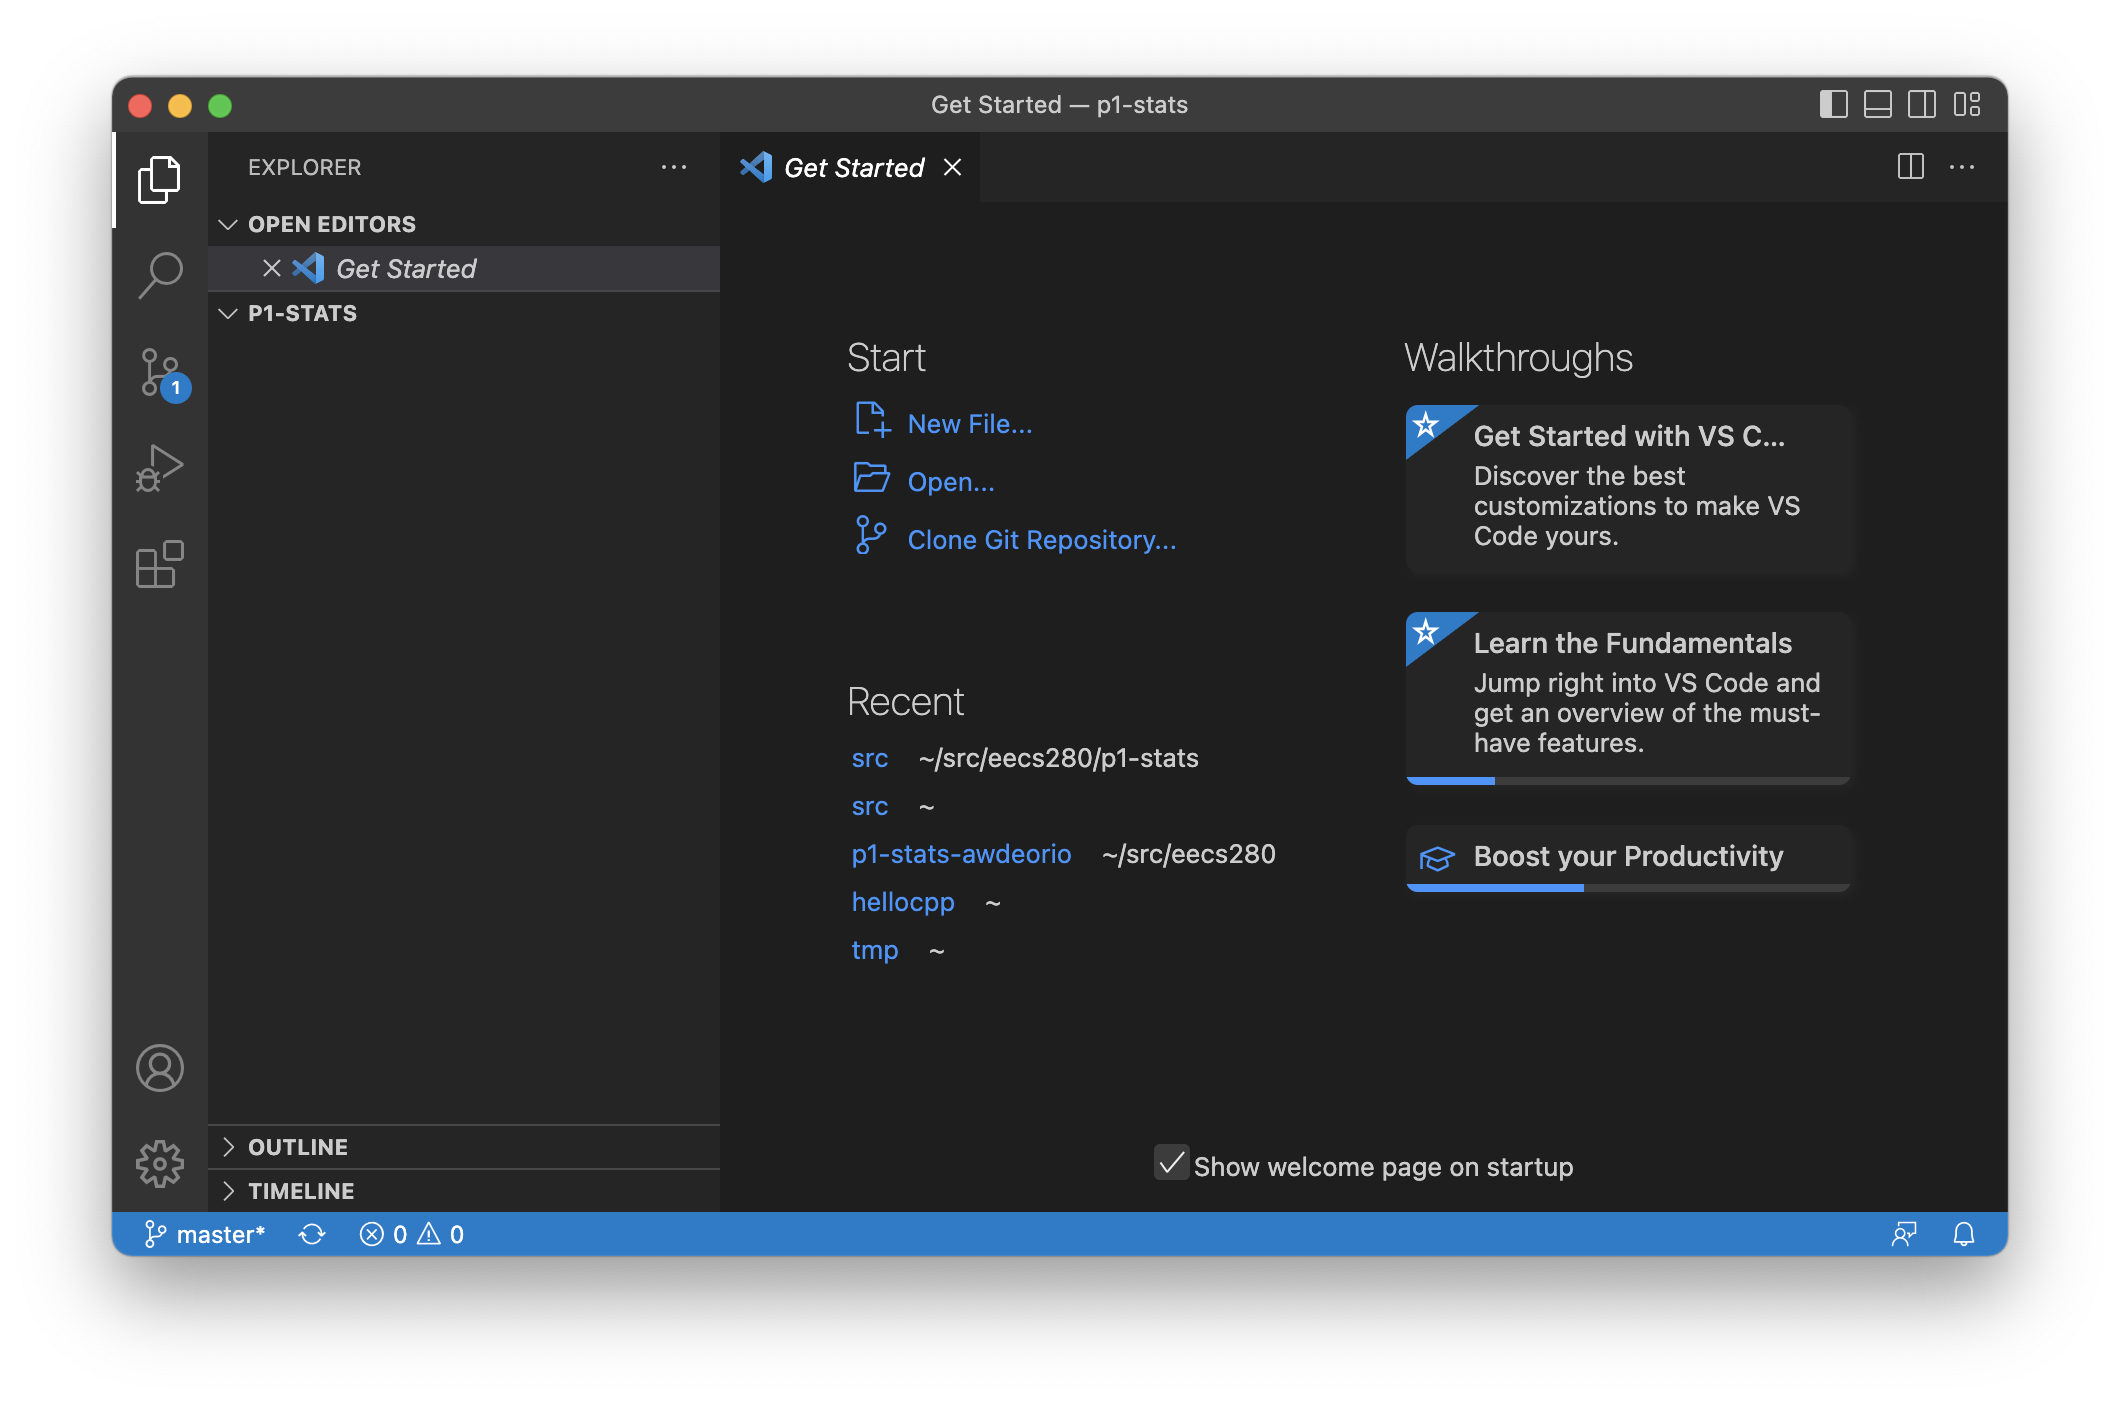 Get Started — p1-stats
EXPLORER
OPEN EDITORS
Get Started
P1-STATS
OUTLINE
TIMELINE
1
Get Started
Start
New File...
Open...
Clone Git Repository...
Recent
src ~/src/eecs280/p1-stats
src ~
p1-stats-awdeorio ~/src/eecs280
hellocpp ~
tmp ~
Walkthroughs
Get Started with VS C...
Discover the best
customizations to make VS
Code yours.
Learn the Fundamentals
Jump right into VS Code and
get an overview of the must-
have features.
Boost your Productivity
Show welcome page on startup
master* 0 0